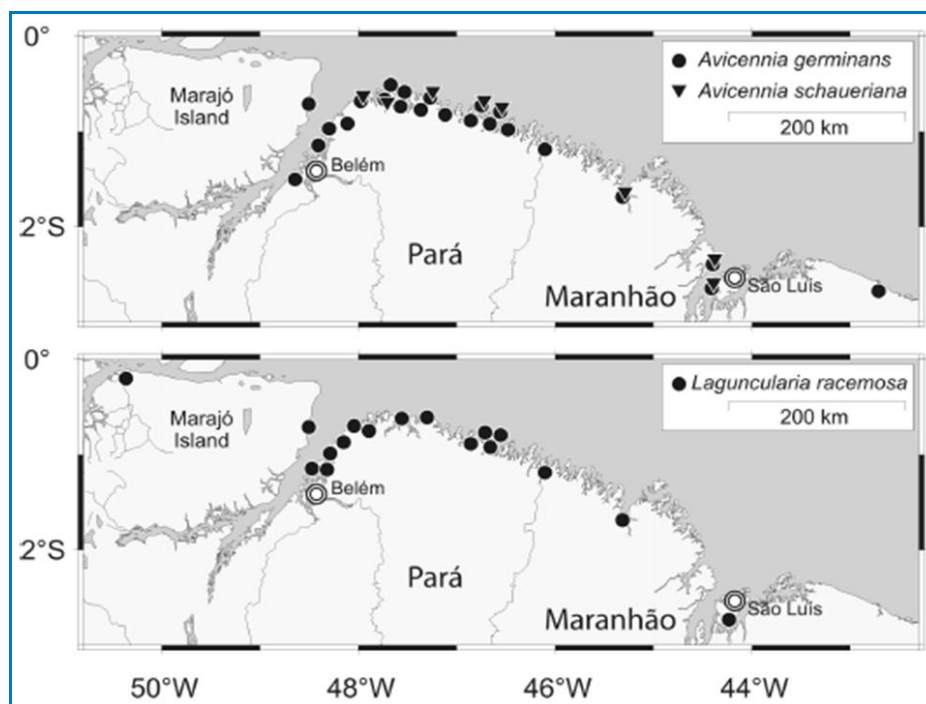 0°
Avicennia germinans
Avicennia schaueriana
200 km
Marajó
Island
Belém
2°S
Pará
Maranhão
São Luís
0°
Laguncularia racemosa
200 km
Marajó
Island
Belém
2°S
Pará
Maranhão
São Luís
50°W 48°W 46°W 44°W